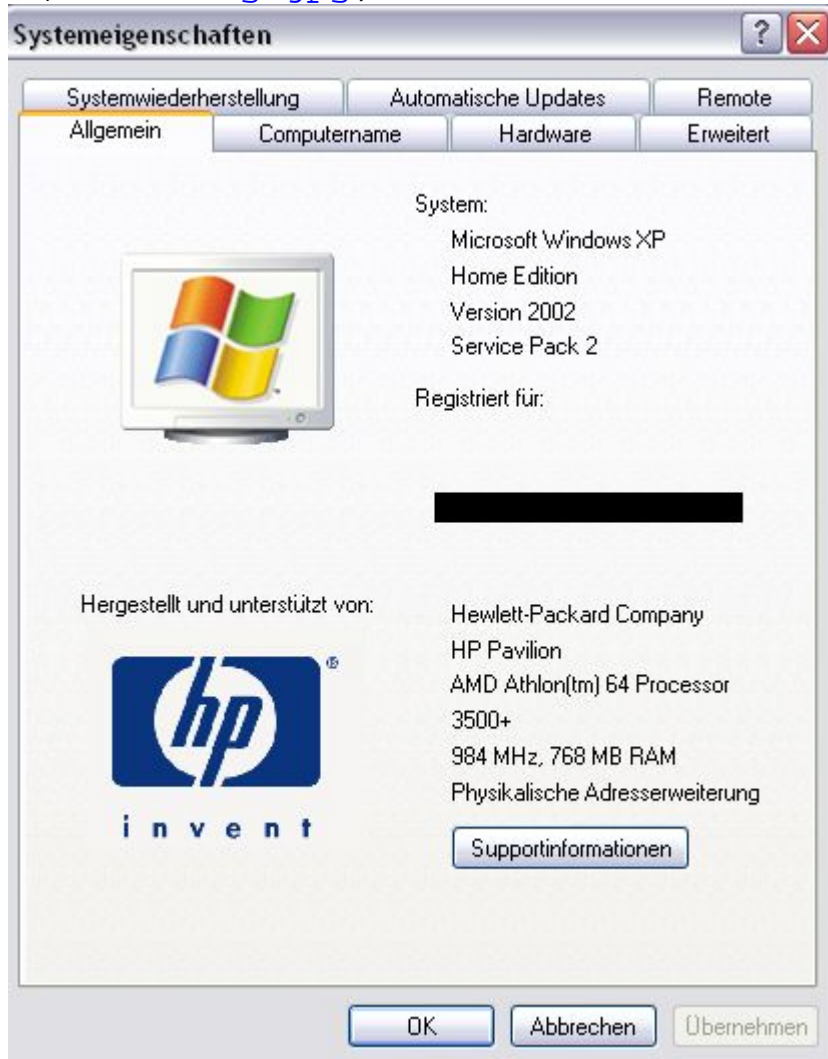 Systemeigenschaften
Systemwiederherstellung Automatische Updates Remote
Allgemein Computername Hardware Erweitert
System:
Microsoft Windows XP
Home Edition
Version 2002
Service Pack 2
Registriert für:
Hergestellt und unterstützt von:
hp®
invent
Hewlett-Packard Company
HP Pavilion
AMD Athlon(tm) 64 Processor
3500+
984 MHz, 768 MB RAM
Physikalische Adresserweiterung
Supportinformationen
OK Abbrechen Übernehmen